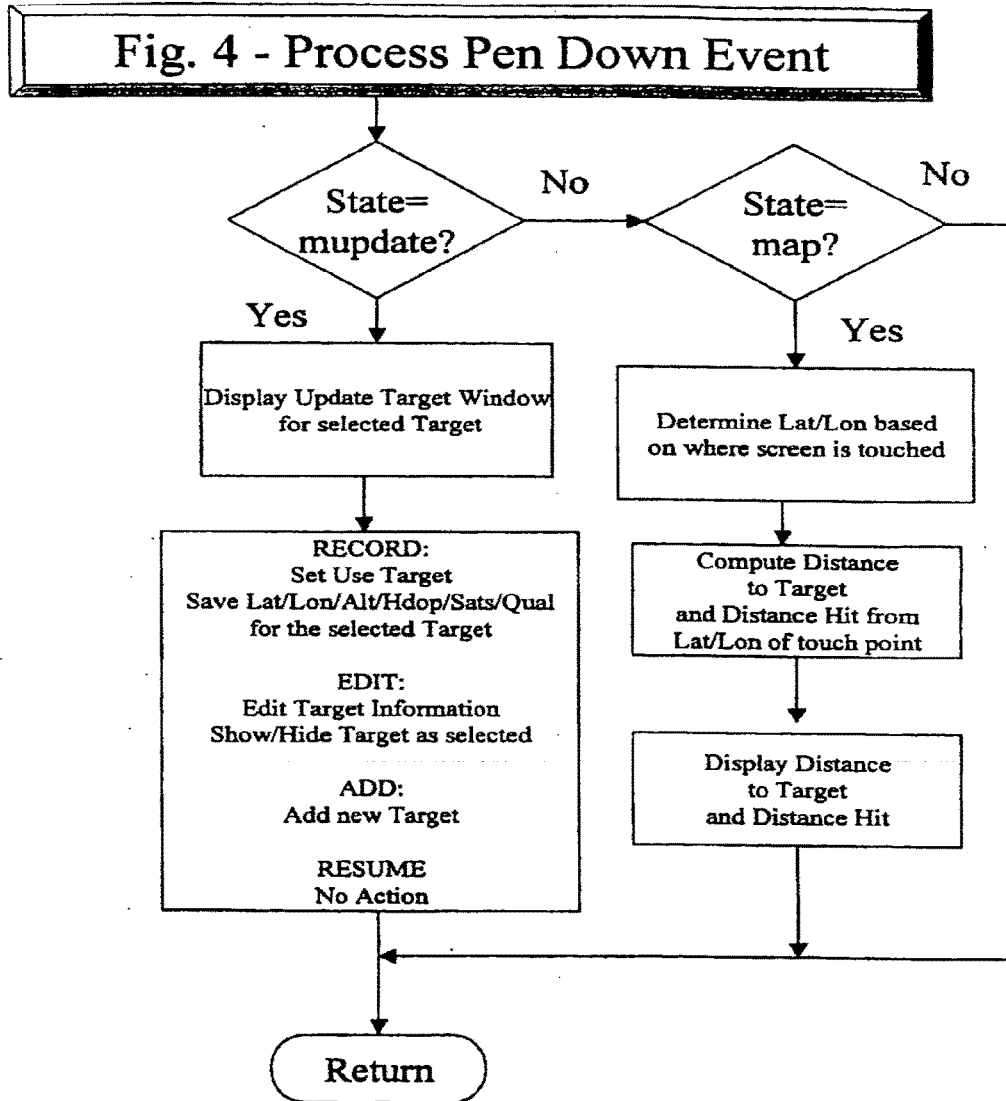 Fig. 4 - Process Pen Down Event
State=
mupdate?
No
State=
map?
No
Yes
Yes
Display Update Target Window
for selected Target
Determine Lat/Lon based
on where screen is touched
RECORD:
Set Use Target
Save Lat/Lon/Alt/Hdop/Sats/Qual
for the selected Target
EDIT:
Edit Target Information
Show/Hide Target as selected
ADD:
Add new Target
RESUME
No Action
Compute Distance
to Target
and Distance Hit from
Lat/Lon of touch point
Display Distance
to Target
and Distance Hit
Return